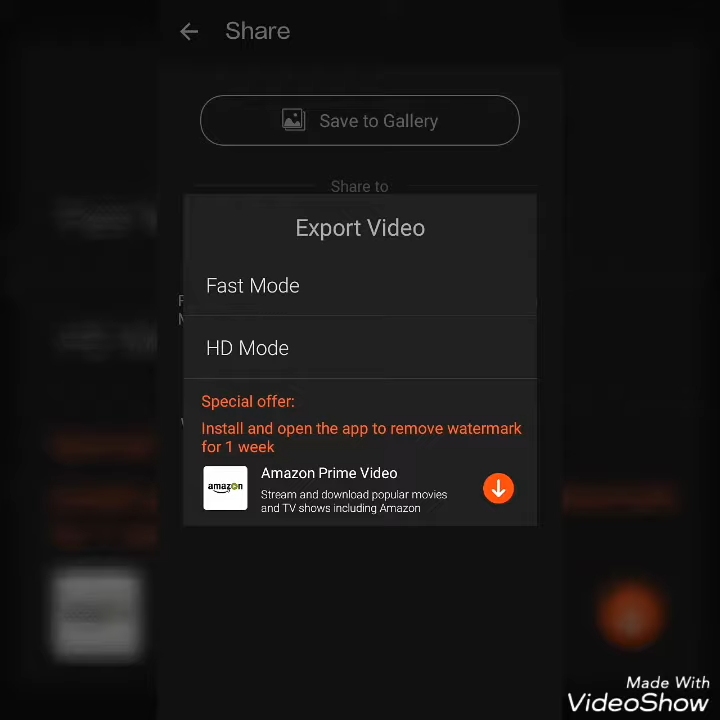 Share
Save to Gallery
Share to
Export Video
Fast Mode
HD Mode
Special offer:
Install and open the app to remove watermark
for 1 week
amazon
Amazon Prime Video
Stream and download popular movies
and TV shows including Amazon
Made With
VideoShow